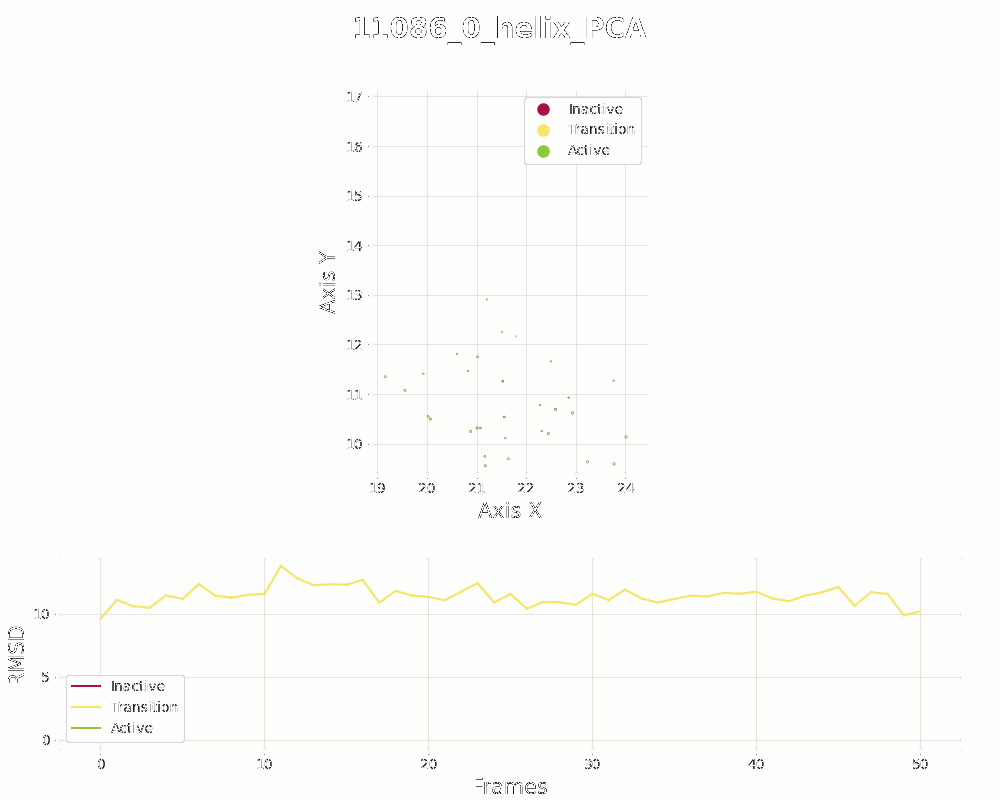 11086_0_helix_PCA
17
16
15
14
13
12
11
10
Axis Y
Inactive
Transition
Active
19 20 21 22 23 24
Axis X
10
5
0
RMSD
Inactive
Transition
Active
0 10 20 30 40 50
Frames